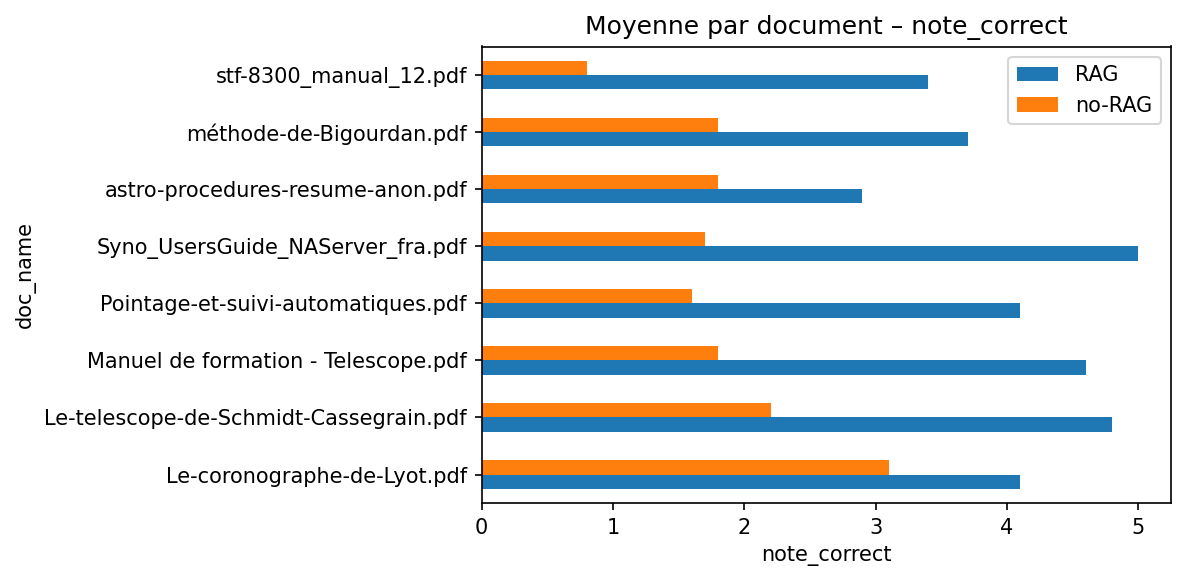 Moyenne par document – note_correct
RAG
no-RAG
stf-8300_manual_12.pdf
méthode-de-Bigourdan.pdf
astro-procedures-resume-anon.pdf
Syno_UsersGuide_NAServer_fra.pdf
Pointage-et-suivi-automatiques.pdf
Manuel de formation - Telescope.pdf
Le-telescope-de-Schmidt-Cassegrain.pdf
Le-coronographe-de-Lyot.pdf
doc_name
0 1 2 3 4 5
note_correct